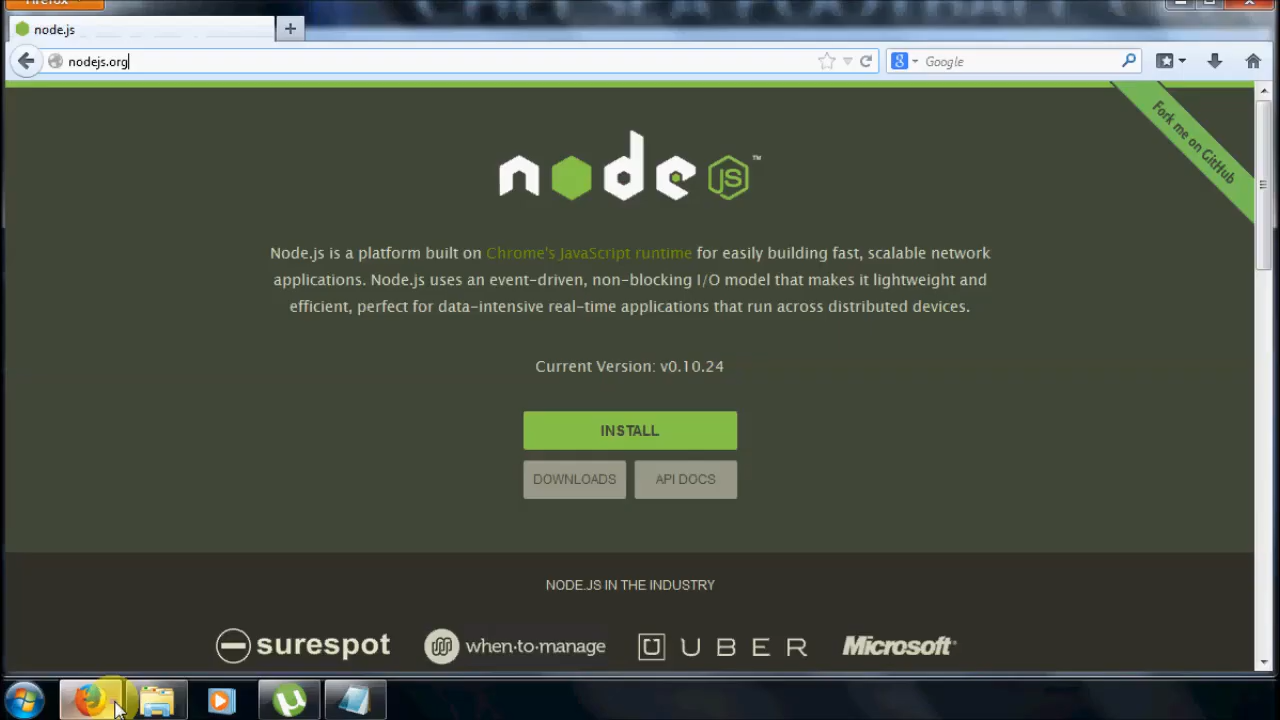 Firefox
node.js
nodejs.org
Google
Fork me on GitHub
node JS ™
Node.js is a platform built on Chrome's JavaScript runtime for easily building fast, scalable network
applications. Node.js uses an event-driven, non-blocking I/O model that makes it lightweight and
efficient, perfect for data-intensive real-time applications that run across distributed devices.
Current Version: v0.10.24
INSTALL
DOWNLOADS API DOCS
NODE.JS IN THE INDUSTRY
surespot when·to·manage UBER Microsoft